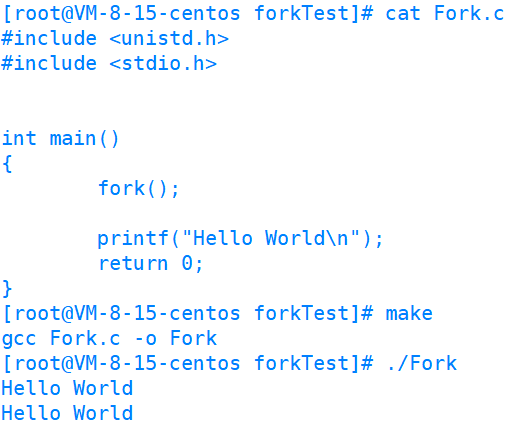 [root@VM-8-15-centos forkTest]# cat Fork.c
#include <unistd.h>
#include <stdio.h>
int main()
{
        fork();
        printf("Hello World\n");
        return 0;
}
[root@VM-8-15-centos forkTest]# make
gcc Fork.c -o Fork
[root@VM-8-15-centos forkTest]# ./Fork
Hello World
Hello World